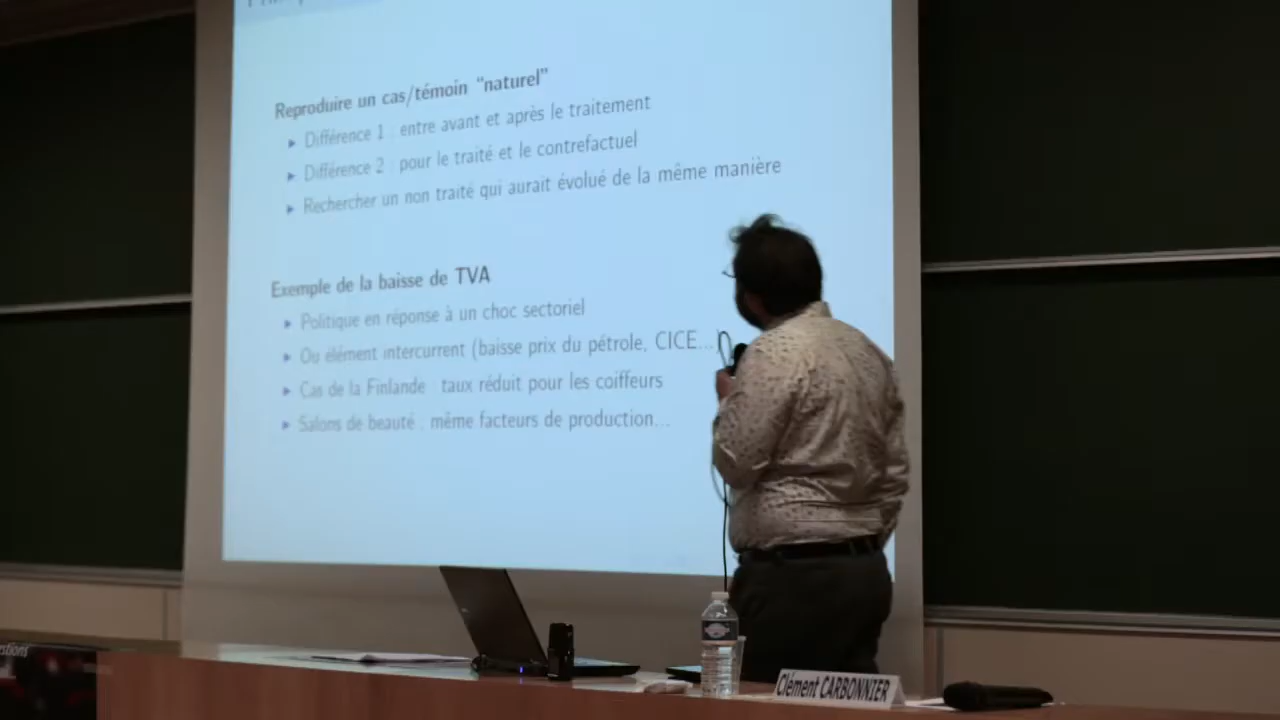 Reproduire un cas/témoin “naturel”
▸ Différence 1 : entre avant et après le traitement
▸ Différence 2 : pour le traité et le contrefactuel
▸ Rechercher un non traité qui aurait évolué de la même manière
Exemple de la baisse de TVA
▸ Politique en réponse à un choc sectoriel
▸ Ou élément intercurrent (baisse prix du pétrole, CICE...)
▸ Cas de la Finlande : taux réduit pour les coiffeurs
▸ Salons de beauté : même facteurs de production...
Clément CARBONNIER